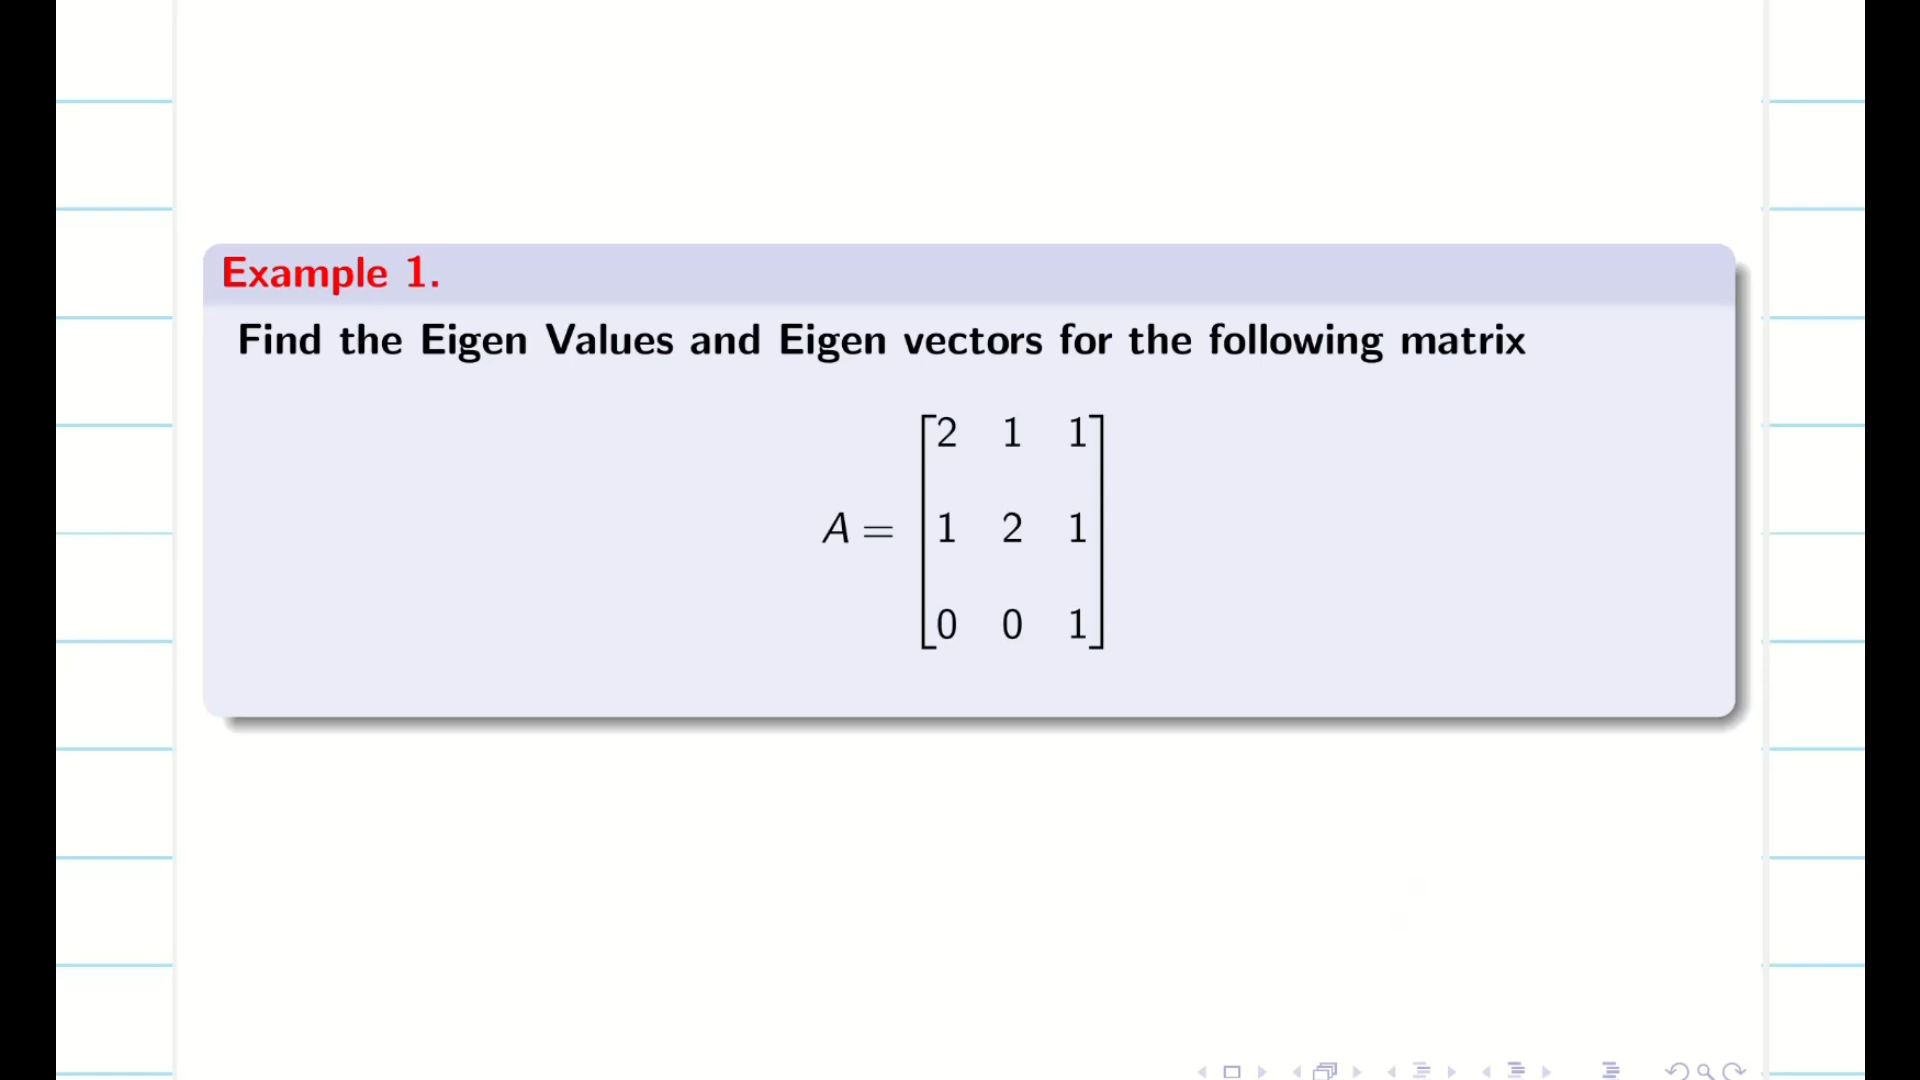 Example 1.
Find the Eigen Values and Eigen vectors for the following matrix
2 1 1
A = 1 2 1
0 0 1